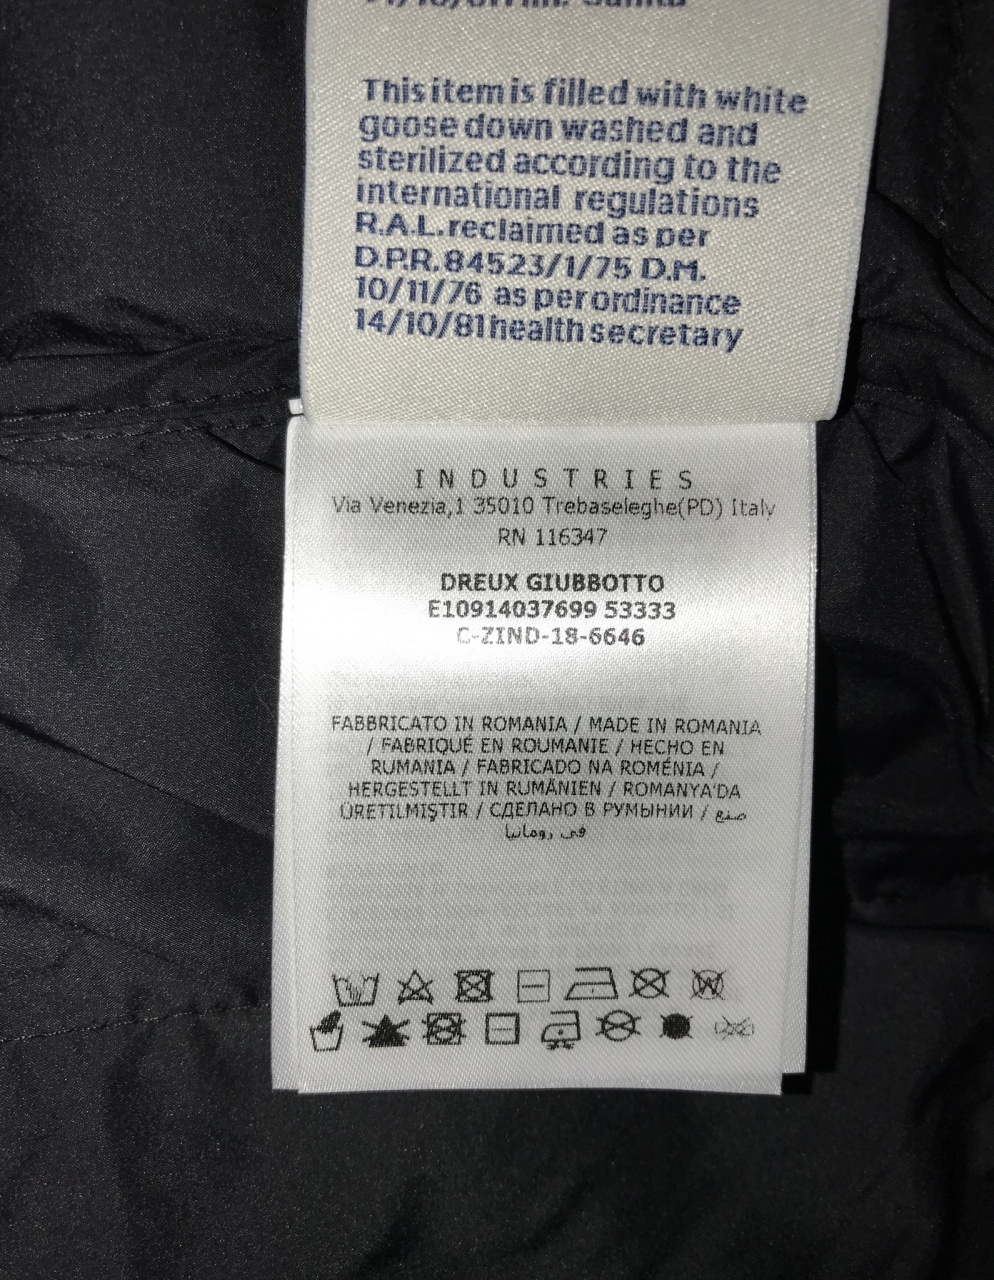 This item is filled with white
goose down washed and
sterilized according to the
international regulations
R.A.L. reclaimed as per
D.P.R. 84523/1/75 D.M.
10/11/76 as per ordinance
14/10/81 health secretary
INDUSTRIES
Via Venezia,1 35010 Trebaseleghe(PD) Italy
RN 116347
DREUX GIUBBOTTO
E10914037699 53333
C-ZIND-18-6646
FABBRICATO IN ROMANIA / MADE IN ROMANIA
/ FABRIQUÉ EN ROUMANIE / HECHO EN
RUMANIA / FABRICADO NA ROMÉNIA /
HERGESTELLT IN RUMÄNIEN / ROMANYA'DA
ÜRETILMIŞTIR / СДЕЛАНО В РУМЫНИИ / صنع
في رومانيا